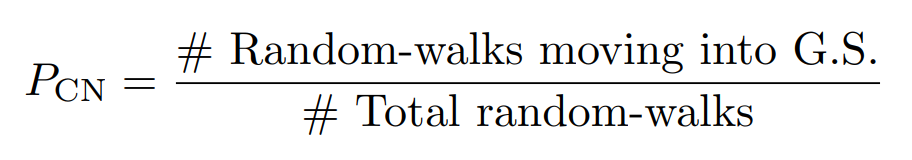 # Random-walks moving into G.S.
P_CN =
# Total random-walks